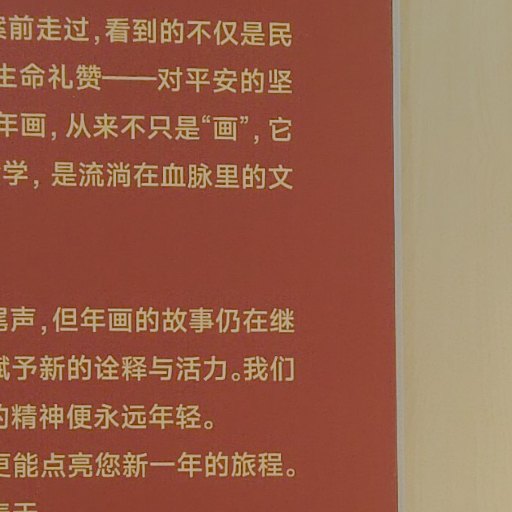 案前走过，看到的不仅是民
生命礼赞——对平安的坚
年画，从来不只是“画”，它
学，是流淌在血脉里的文
尾声，但年画的故事仍在继
赋予新的诠释与活力。我们
的精神便永远年轻。
更能点亮您新一年的旅程。